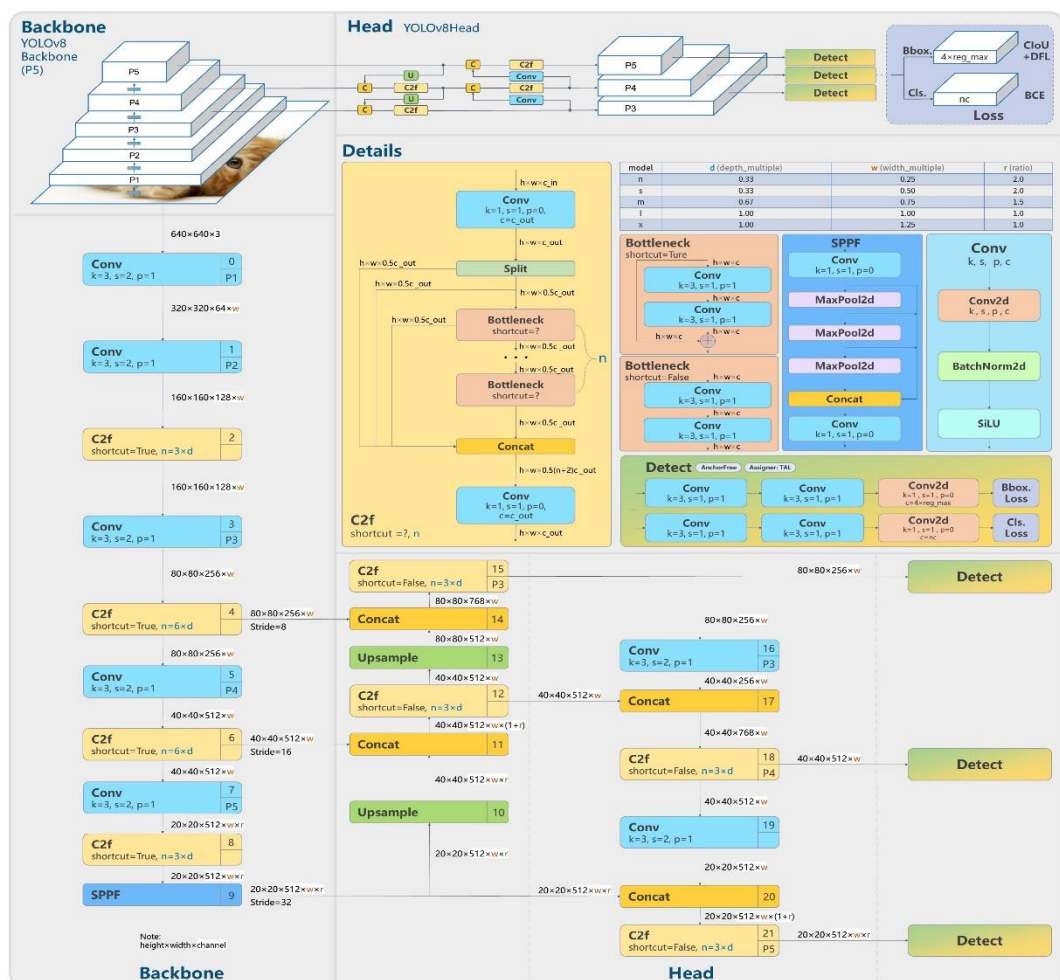 Backbone
YOLOv8
Backbone
(P5)
P5
P4
P3
P2
P1
Head YOLOv8Head
C
C2f
U
Conv
C
C2f
C
C2f
U
Conv
C
C2f
P5
P4
P3
Detect
Detect
Detect
Bbox.
4×reg_max
CIoU
+DFL
Cls.
nc
BCE
Loss
Details
h×w×c_in
Conv
k=1, s=1, p=0,
c=c_out
h×w×c_out
Split
h×w×0.5c_out
h×w×0.5c_out
h×w×0.5c_out
h×w×0.5c_out
Bottleneck
shortcut=?
h×w×0.5c_out
. . .
n
h×w×0.5c_out
Bottleneck
shortcut=?
h×w×0.5c_out
Concat
h×w×0.5(n+2)c_out
Conv
k=1, s=1, p=0,
c=c_out
h×w×c_out
C2f
shortcut =?, n
model d (depth_multiple) w (width_multiple) r (ratio)
n 0.33 0.25 2.0
s 0.33 0.50 2.0
m 0.67 0.75 1.5
l 1.00 1.00 1.0
x 1.00 1.25 1.0
Bottleneck
shortcut=Ture
h×w×c
Conv
k=3, s=1, p=1
h×w×c
Conv
k=3, s=1, p=1
h×w×c
h×w×c
Bottleneck
shortcut=False
h×w×c
Conv
k=3, s=1, p=1
h×w×c
Conv
k=3, s=1, p=1
h×w×c
SPPF
Conv
k=1, s=1, p=0
MaxPool2d
MaxPool2d
MaxPool2d
Concat
Conv
k=1, s=1, p=0
Conv
k, s, p, c
Conv2d
k, s, p, c
BatchNorm2d
SiLU
Detect AnchorFree Assigner: TAL
Conv
k=3, s=1, p=1
Conv
k=3, s=1, p=1
Conv2d
k=1, s=1, p=0
c=4×reg_max
Bbox.
Loss
Conv
k=3, s=1, p=1
Conv
k=3, s=1, p=1
Conv2d
k=1, s=1, p=0
c=nc
Cls.
Loss
640×640×3
Conv 0
k=3, s=2, p=1 P1
320×320×64×w
Conv 1
k=3, s=2, p=1 P2
160×160×128×w
C2f 2
shortcut=True, n=3×d
160×160×128×w
Conv 3
k=3, s=2, p=1 P3
80×80×256×w
C2f 4
shortcut=True, n=6×d
80×80×256×w
Stride=8
80×80×256×w
Conv 5
k=3, s=2, p=1 P4
40×40×512×w
C2f 6
shortcut=True, n=6×d
40×40×512×w
Stride=16
40×40×512×w
Conv 7
k=3, s=2, p=1 P5
20×20×512×w×r
C2f 8
shortcut=True, n=3×d
20×20×512×w×r
SPPF 9
20×20×512×w×r
Stride=32
Note:
height×width×channel
Backbone
C2f 15
shortcut=False, n=3×d P3
80×80×768×w
Concat 14
80×80×512×w
Upsample 13
40×40×512×w
C2f 12
shortcut=False, n=3×d
40×40×512×w×(1+r)
Concat 11
40×40×512×w×r
Upsample 10
20×20×512×w×r
80×80×256×w
Detect
80×80×256×w
Conv 16
k=3, s=2, p=1 P3
40×40×256×w
40×40×512×w
Concat 17
40×40×768×w
C2f 18
shortcut=False, n=3×d P4
40×40×512×w
Detect
40×40×512×w
Conv 19
k=3, s=2, p=1
20×20×512×w
20×20×512×w×r
Concat 20
20×20×512×w×(1+r)
C2f 21
shortcut=False, n=3×d P5
20×20×512×w×r
Detect
Head